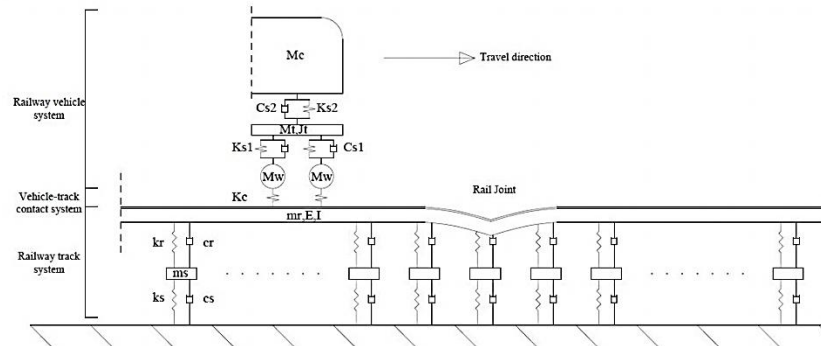 Mc
Travel direction
Railway vehicle
system
Cs2
Ks2
Mt,Jt
Ks1
Cs1
Mw
Mw
Rail Joint
Vehicle-track
contact system
Kc
mr,E,I
Railway track
system
kr
cr
ms
ks
cs